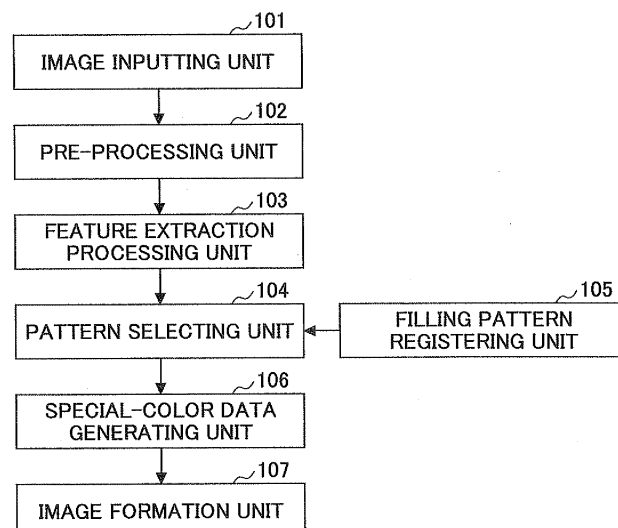 101
IMAGE INPUTTING UNIT
102
PRE-PROCESSING UNIT
103
FEATURE EXTRACTION
PROCESSING UNIT
104
PATTERN SELECTING UNIT
105
FILLING PATTERN
REGISTERING UNIT
106
SPECIAL-COLOR DATA
GENERATING UNIT
107
IMAGE FORMATION UNIT